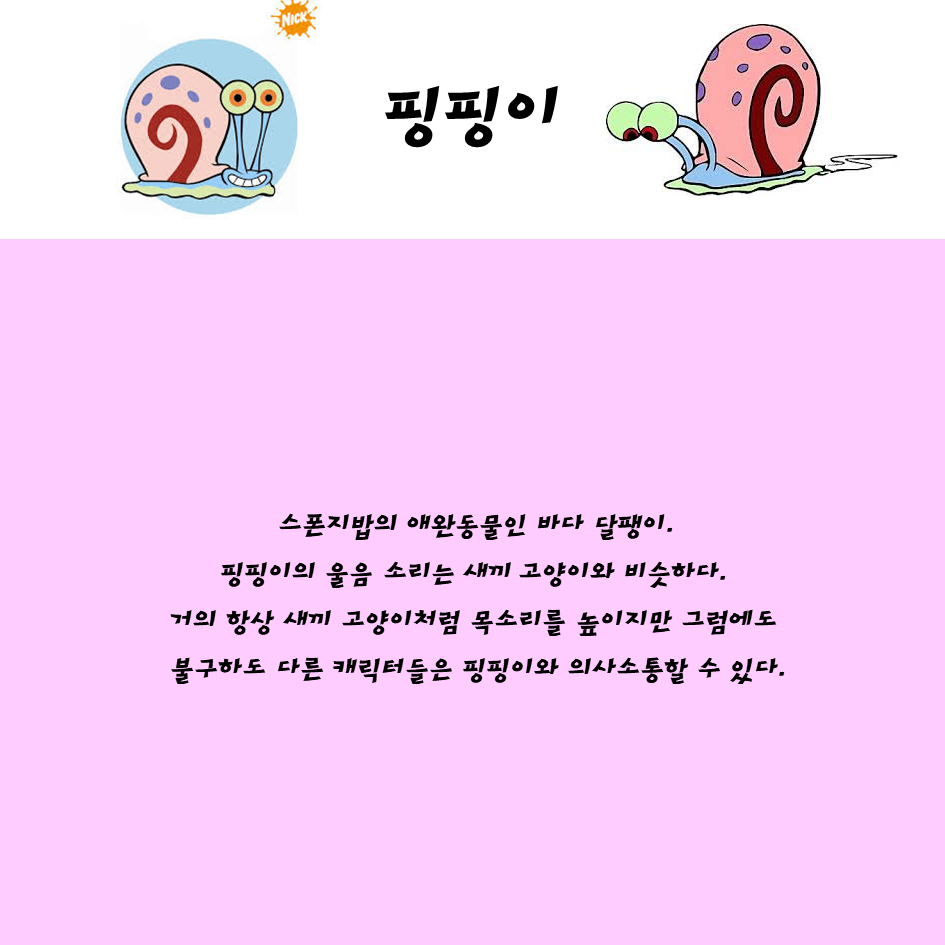 NICK
핑핑이
스폰지밥의 애완동물인 바다 달팽이.
핑핑이의 울음 소리는 새끼 고양이와 비슷하다.
거의 항상 새끼 고양이처럼 목소리를 높이지만 그럼에도
불구하도 다른 캐릭터들은 핑핑이와 의사소통할 수 있다.